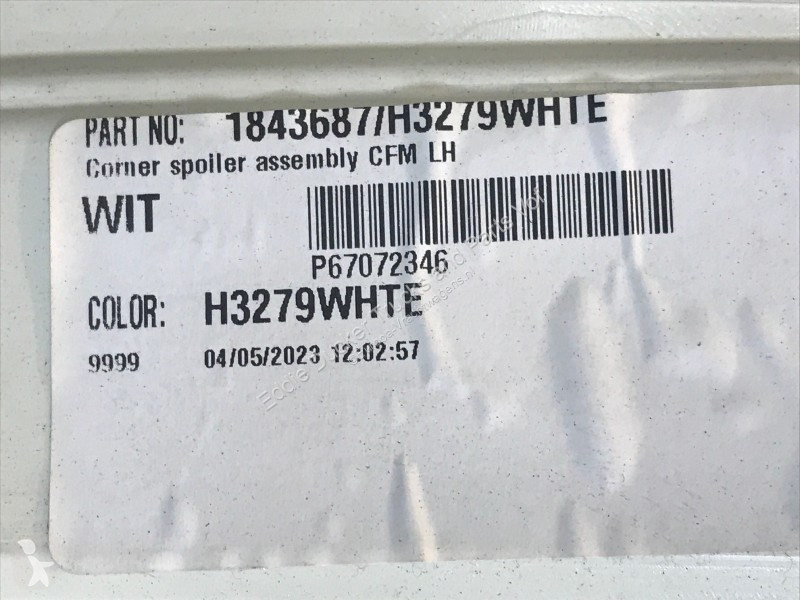 PART NO: 1843687/H3279WHTE
Corner spoiler assembly CFM LH
WIT
P67072346
COLOR: H3279WHTE
9999 04/05/2023 12:02:57